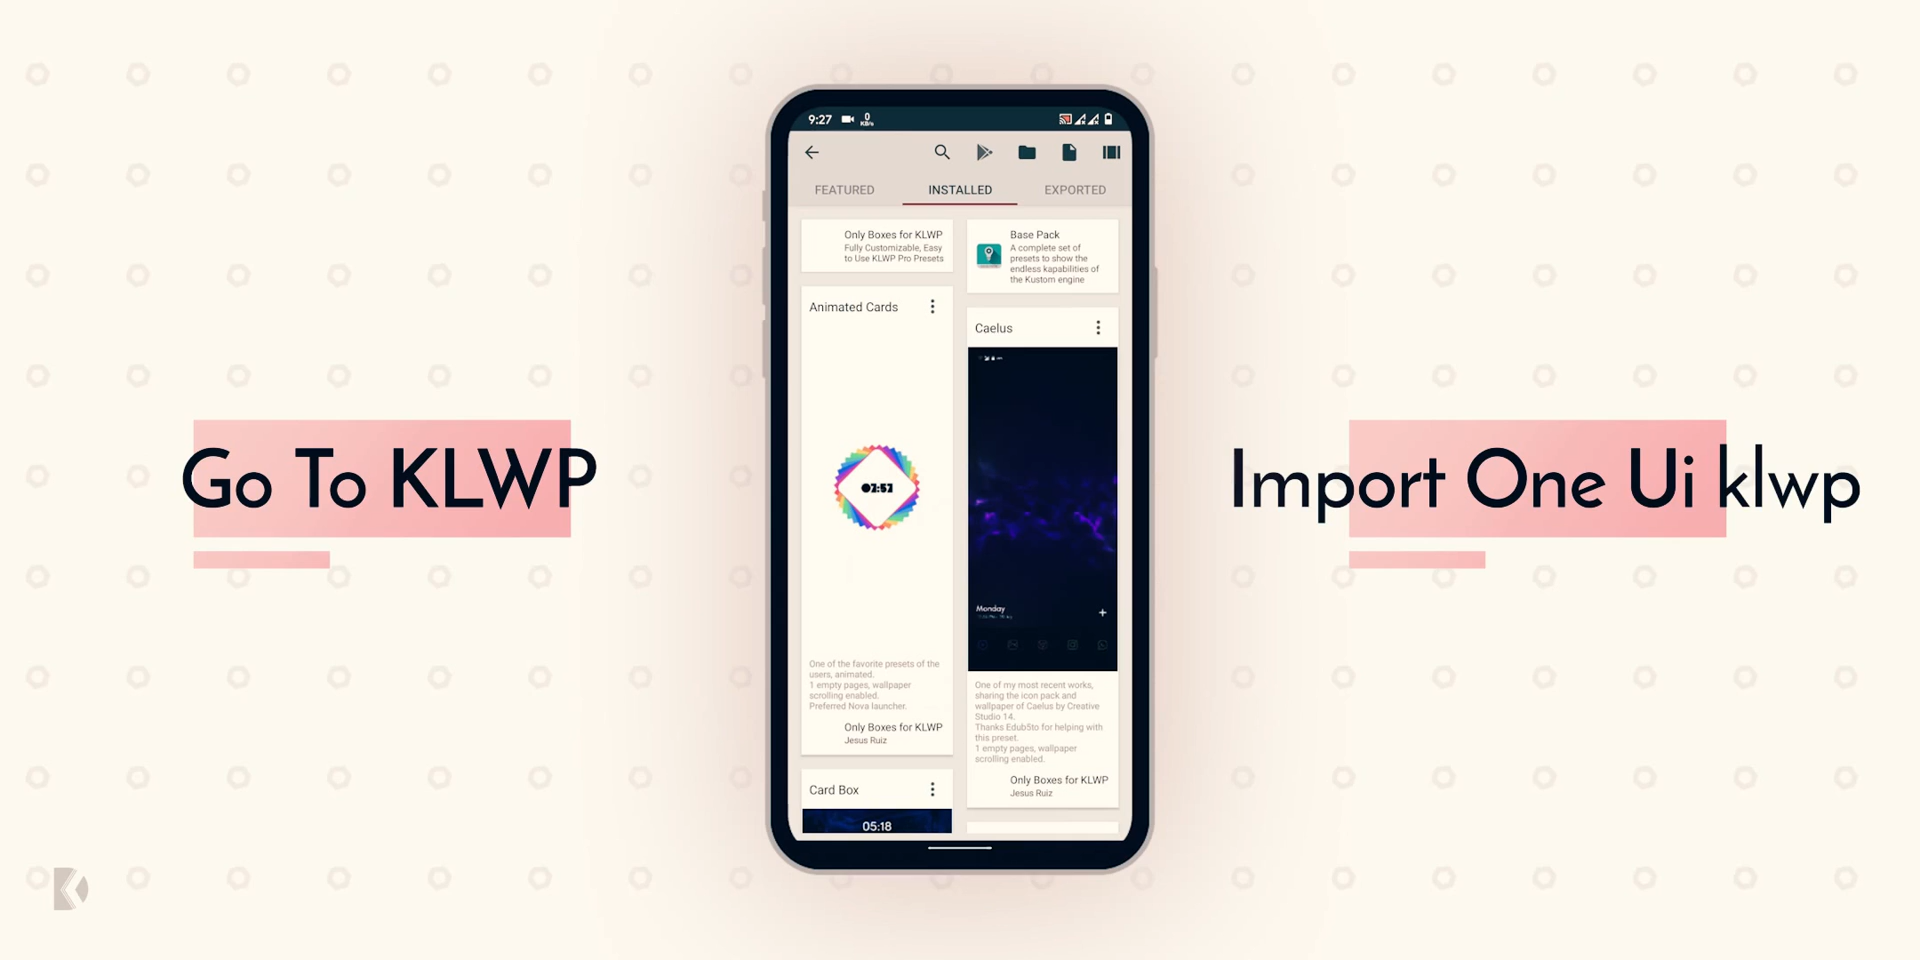 Go To KLWP
9:27
0
KB/s
FEATURED
INSTALLED
EXPORTED
Only Boxes for KLWP
Fully Customizable, Easy
to Use KLWP Pro Presets
Animated Cards
02:52
One of the favorite presets of the
users, animated.
1 empty pages, wallpaper
scrolling enabled.
Preferred Nova launcher.
Only Boxes for KLWP
Jesus Ruiz
Card Box
05:18
Base Pack
A complete set of
presets to show the
endless kapabilities of
the Kustom engine
Caelus
Monday
One of my most recent works,
sharing the icon pack and
wallpaper of Caelus by Creative
Studio 14.
Thanks Edub5to for helping with
this preset.
1 empty pages, wallpaper
scrolling enabled.
Only Boxes for KLWP
Jesus Ruiz
Import One Ui klwp